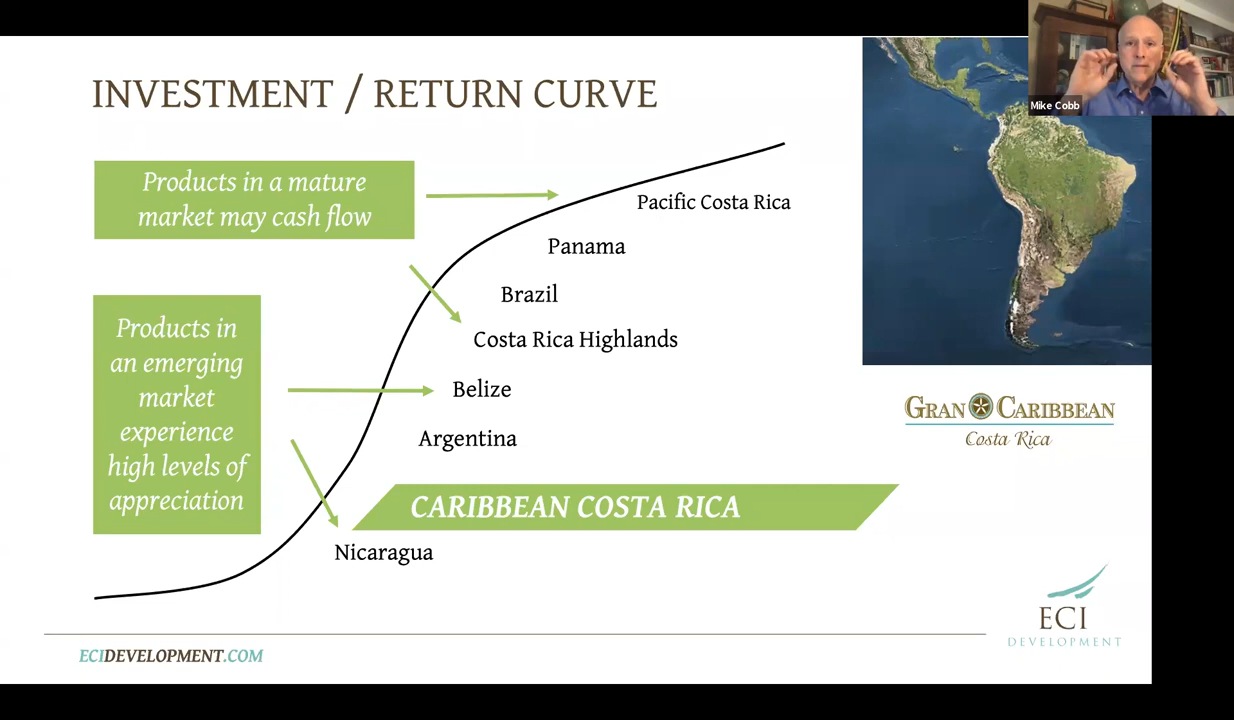 INVESTMENT / RETURN CURVE
Mike Cobb
Products in a mature
market may cash flow
Pacific Costa Rica
Panama
Brazil
Products in
an emerging
market
experience
high levels of
appreciation
Costa Rica Highlands
Belize
Argentina
CARIBBEAN COSTA RICA
Nicaragua
GRAN CARIBBEAN
Costa Rica
ECI
DEVELOPMENT
ECIDEVELOPMENT.COM